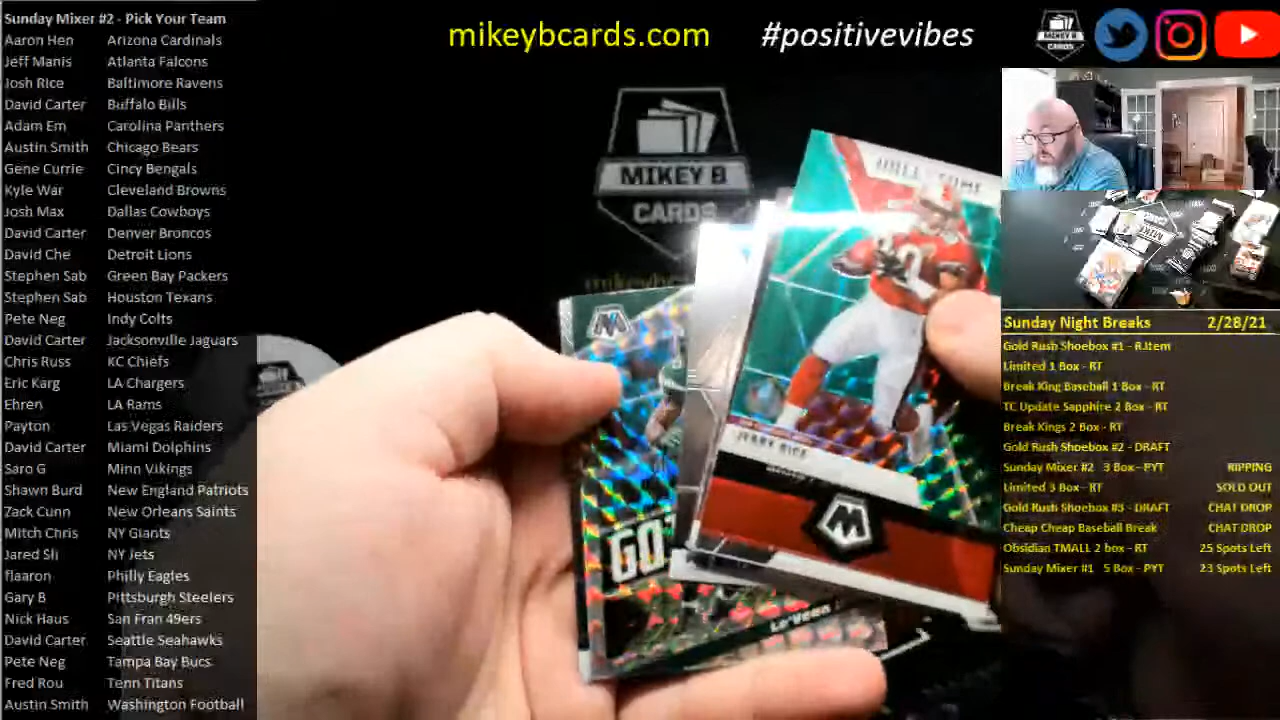 Sunday Mixer #2 - Pick Your Team
Aaron Hen Arizona Cardinals
Jeff Manis Atlanta Falcons
Josh Rice Baltimore Ravens
David Carter Buffalo Bills
Adam Em Carolina Panthers
Austin Smith Chicago Bears
Gene Currie Cincy Bengals
Kyle War Cleveland Browns
Josh Max Dallas Cowboys
David Carter Denver Broncos
David Che Detroit Lions
Stephen Sab Green Bay Packers
Stephen Sab Houston Texans
Pete Neg Indy Colts
David Carter Jacksonville Jaguars
Chris Russ KC Chiefs
Eric Karg LA Chargers
Ehren LA Rams
Payton Las Vegas Raiders
David Carter Miami Dolphins
Saro G Minn Vikings
Shawn Burd New England Patriots
Zack Cunn New Orleans Saints
Mitch Chris NY Giants
Jared Sli NY Jets
flaaron Philly Eagles
Gary B Pittsburgh Steelers
Nick Haus San Fran 49ers
David Carter Seattle Seahawks
Pete Neg Tampa Bay Bucs
Fred Rou Tenn Titans
Austin Smith Washington Football
mikeybcards.com #positivevibes
MIKEY B
CARDS
MIKEY B
CARDS
JERRY RICE
GOT
Le'Veon
Sunday Night Breaks 2/28/21
Gold Rush Shoebox #1 - R.Item
Limited 1 Box - RT
Break King Baseball 1 Box - RT
TC Update Sapphire 2 Box - RT
Break Kings 2 Box - RT
Gold Rush Shoebox #2 - DRAFT
Sunday Mixer #2 3 Box - PYT RIPPING
Limited 3 Box - RT SOLD OUT
Gold Rush Shoebox #3 - DRAFT CHAT DROP
Cheap Cheap Baseball Break CHAT DROP
Obsidian TMALL 2 box - RT 25 Spots Left
Sunday Mixer #1 5 Box - PYT 23 Spots Left